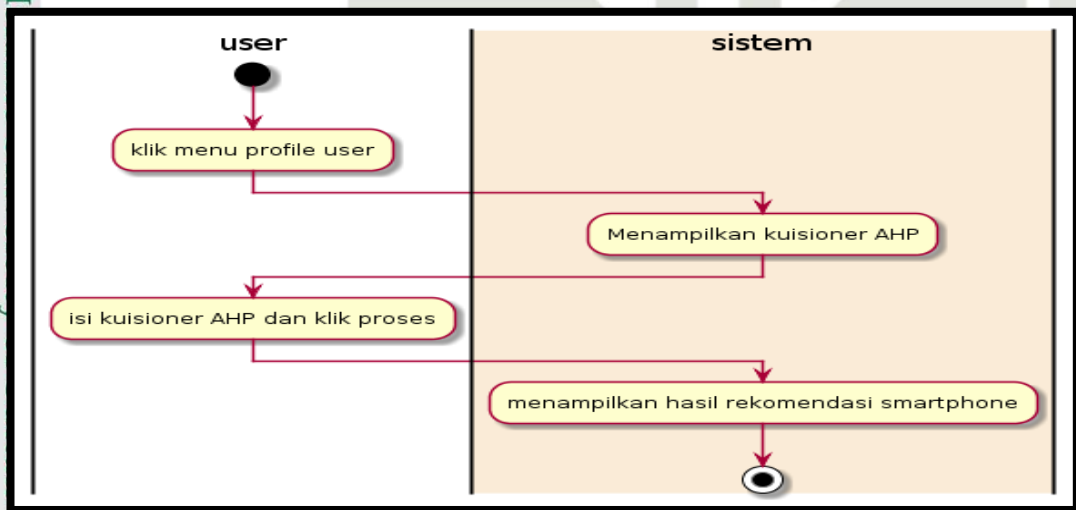 user
sistem
klik menu profile user
Menampilkan kuisioner AHP
isi kuisioner AHP dan klik proses
menampilkan hasil rekomendasi smartphone